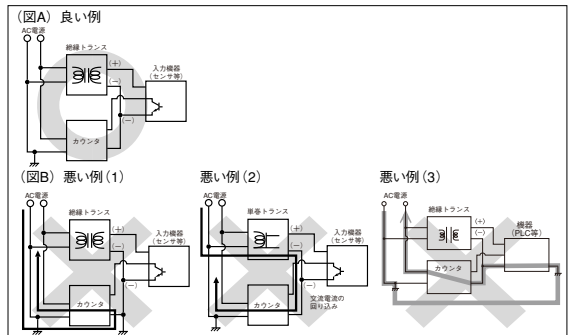 (図A) 良い例
AC電源
絶縁トランス
(+)
(−)
入力機器
(センサ等)
(−)
カウンタ
(図B) 悪い例(1)
AC電源
絶縁トランス
(+)
(−)
入力機器
(センサ等)
(−)
カウンタ
悪い例(2)
AC電源
単巻トランス
(+)
(−)
入力機器
(センサ等)
(−)
カウンタ
交流電流の
回り込み
悪い例(3)
AC電源
絶縁トランス
(+)
(−)
機器
(PLC等)
カウンタ